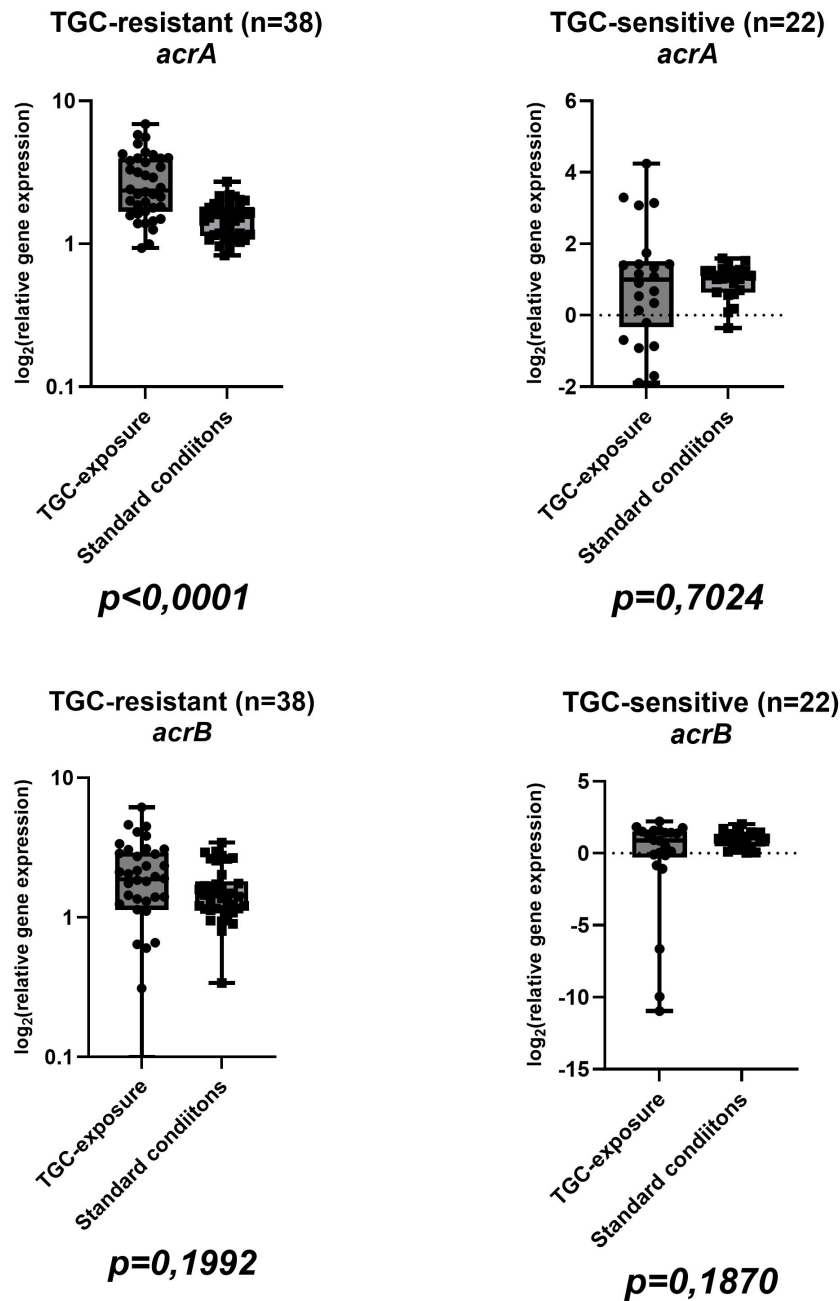 TGC-resistant (n=38)
acrA
log₂(relative gene expression)
10
1
0.1
TGC-exposure
Standard condiitons
p<0,0001
TGC-sensitive (n=22)
acrA
log₂(relative gene expression)
6
4
2
0
-2
TGC-exposure
Standard condiitons
p=0,7024
TGC-resistant (n=38)
acrB
log₂(relative gene expression)
10
1
0.1
TGC-exposure
Standard condiitons
p=0,1992
TGC-sensitive (n=22)
acrB
log₂(relative gene expression)
5
0
-5
-10
-15
TGC-exposure
Standard condiitons
p=0,1870